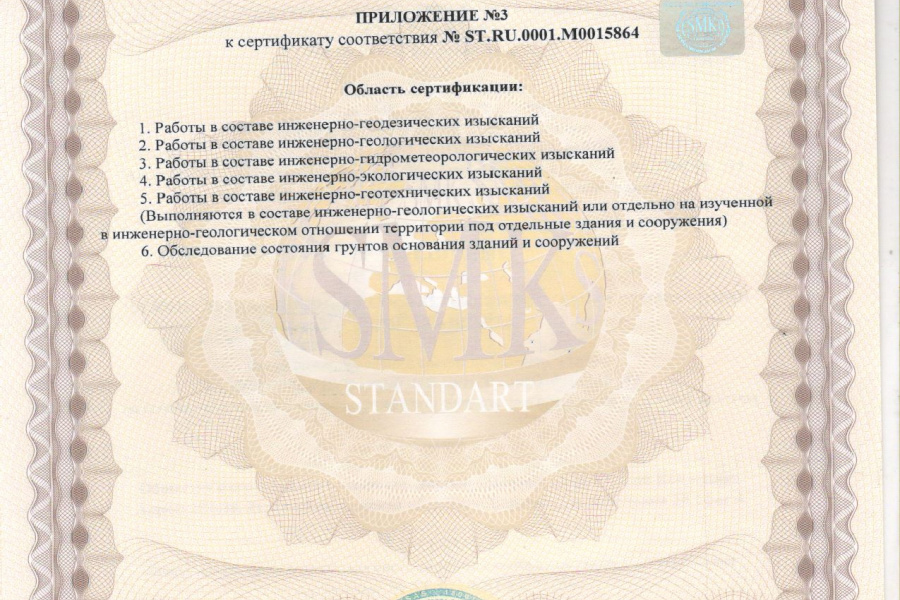 ПРИЛОЖЕНИЕ №3
к сертификату соответствия № ST.RU.0001.M0015864
SMK
Область сертификации:
1. Работы в составе инженерно-геодезических изысканий
2. Работы в составе инженерно-геологических изысканий
3. Работы в составе инженерно-гидрометеорологических изысканий
4. Работы в составе инженерно-экологических изысканий
5. Работы в составе инженерно-геотехнических изысканий
(Выполняются в составе инженерно-геологических изысканий или отдельно на изученной
в инженерно-геологическом отношении территории под отдельные здания и сооружения)
6. Обследование состояния грунтов основания зданий и сооружений
SMK
STANDART